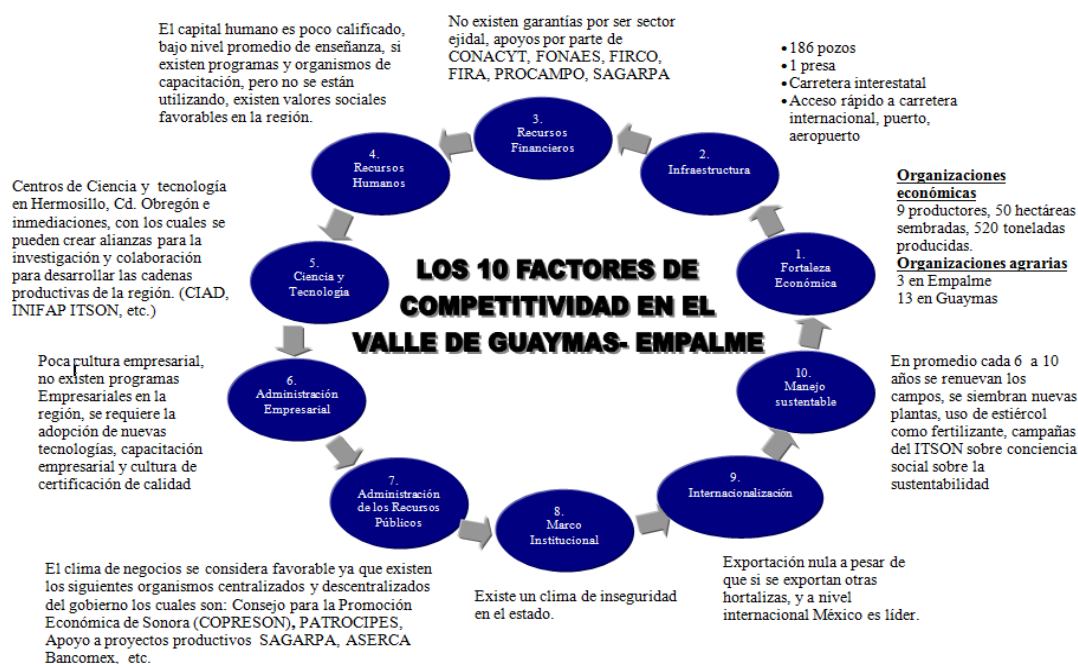 LOS 10 FACTORES DE
COMPETITIVIDAD EN EL
VALLE DE GUAYMAS- EMPALME
1.
Fortaleza
Económica
Organizaciones
económicas
9 productores, 50 hectáreas
sembradas, 520 toneladas
producidas.
Organizaciones agrarias
3 en Empalme
13 en Guaymas
2.
Infraestructura
• 186 pozos
• 1 presa
• Carretera interestatal
• Acceso rápido a carretera
internacional, puerto,
aeropuerto
3.
Recursos
Financieros
No existen garantías por ser sector
ejidal, apoyos por parte de
CONACYT, FONAES, FIRCO,
FIRA, PROCAMPO, SAGARPA
4.
Recursos
Humanos
El capital humano es poco calificado,
bajo nivel promedio de enseñanza, si
existen programas y organismos de
capacitación, pero no se están
utilizando, existen valores sociales
favorables en la región.
5.
Ciencia y
Tecnología
Centros de Ciencia y tecnología
en Hermosillo, Cd. Obregón e
inmediaciones, con los cuales se
pueden crear alianzas para la
investigación y colaboración
para desarrollar las cadenas
productivas de la región. (CIAD,
INIFAP ITSON, etc.)
6.
Administración
Empresarial
Poca cultura empresarial,
no existen programas
Empresariales en la
región, se requiere la
adopción de nuevas
tecnologías, capacitación
empresarial y cultura de
certificación de calidad
7.
Administración
de los Recursos
Públicos
El clima de negocios se considera favorable ya que existen
los siguientes organismos centralizados y descentralizados
del gobierno los cuales son: Consejo para la Promoción
Económica de Sonora (COPRESON), PATROCIPES,
Apoyo a proyectos productivos SAGARPA, ASERCA
Bancomex, etc.
8.
Marco
Institucional
Existe un clima de inseguridad
en el estado.
9.
Internacionalización
Exportación nula a pesar de
que si se exportan otras
hortalizas, y a nivel
internacional México es líder.
10.
Manejo
sustentable
En promedio cada 6 a 10
años se renuevan los
campos, se siembran nuevas
plantas, uso de estiércol
como fertilizante, campañas
del ITSON sobre conciencia
social sobre la
sustentabilidad